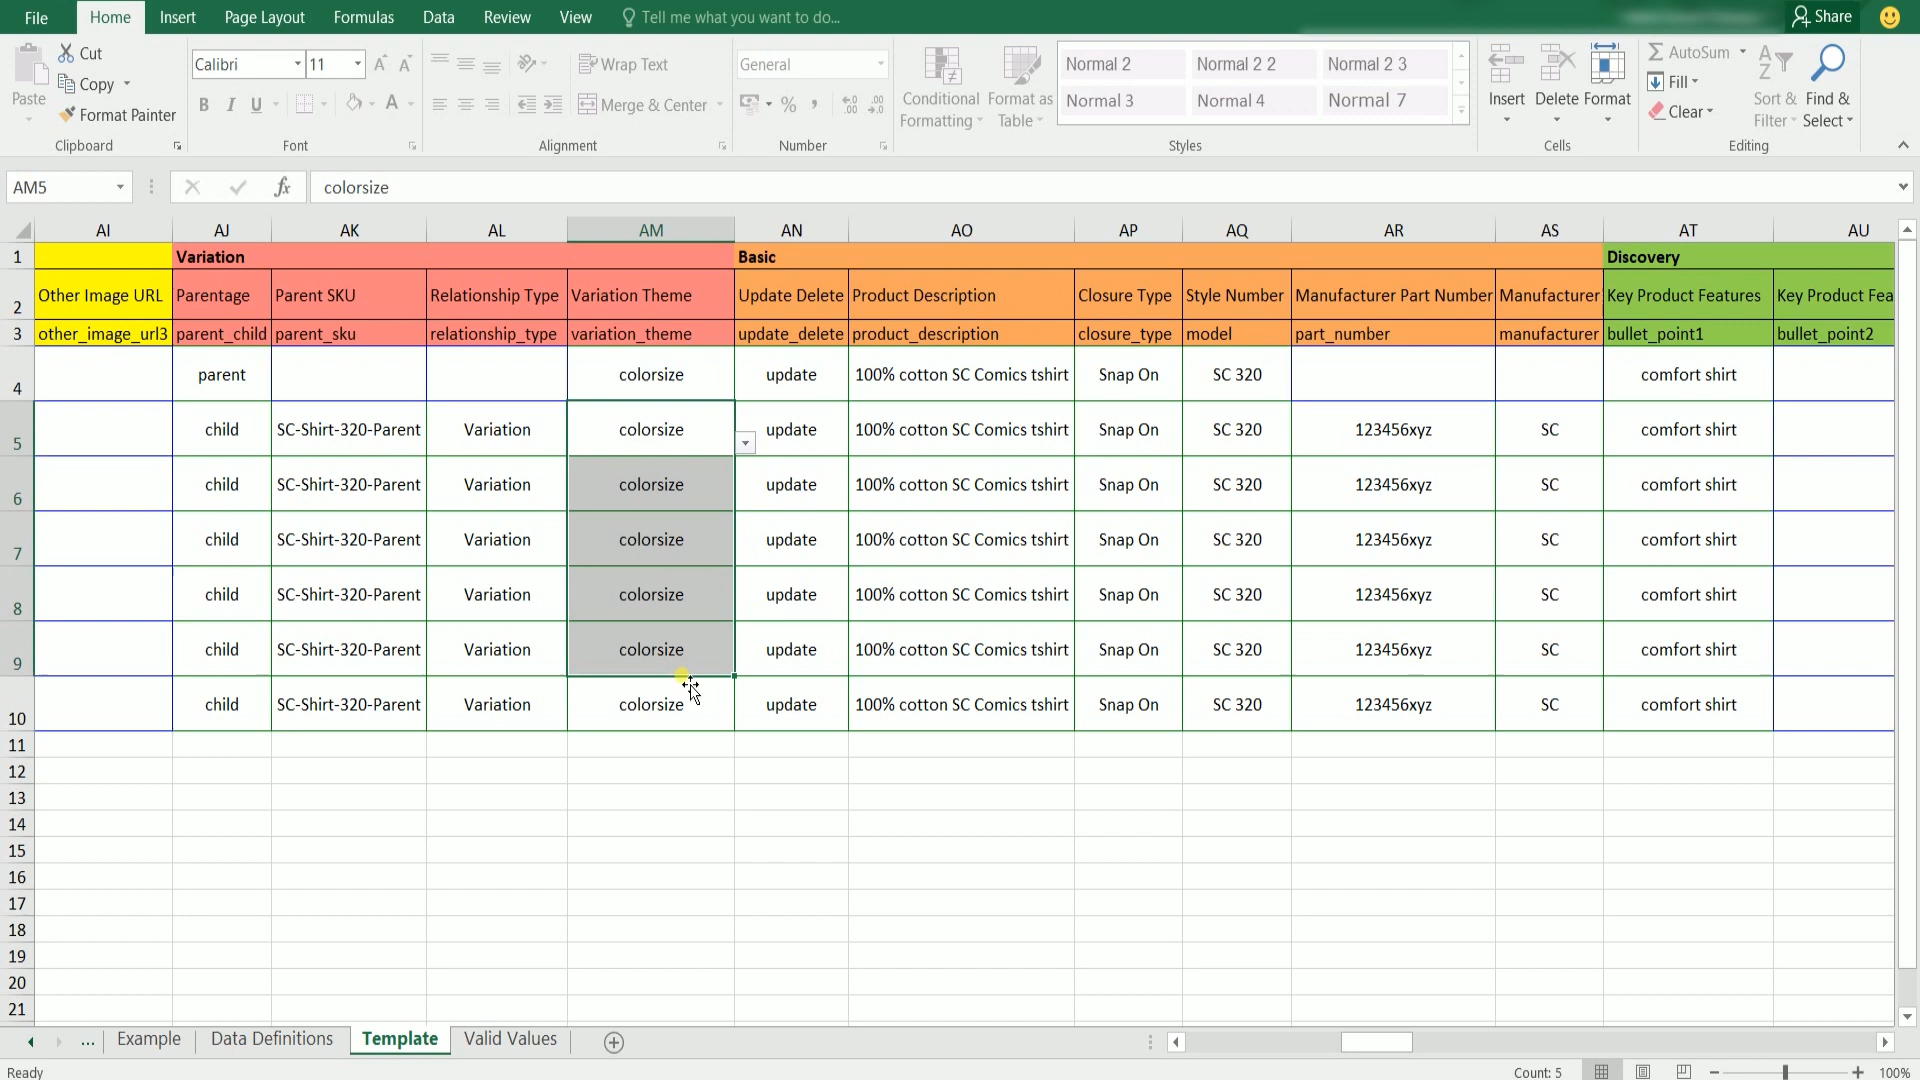 File Home Insert Page Layout Formulas Data Review View Tell me what you want to do... Share
Paste Cut Copy Format Painter Clipboard
Calibri 11 B I U A Font
Wrap Text Merge & Center Alignment
General % , Number
Conditional Formatting Format as Table
Normal 2 Normal 2 2 Normal 2 3
Normal 3 Normal 4 Normal 7
Styles
Insert Delete Format Cells
AutoSum Fill Clear Sort & Filter Find & Select Editing
AM5 fx colorsize
AI AJ AK AL AM AN AO AP AQ AR AS AT AU
1 Variation Basic Discovery
2 Other Image URL Parentage Parent SKU Relationship Type Variation Theme Update Delete Product Description Closure Type Style Number Manufacturer Part Number Manufacturer Key Product Features Key Product Fea
3 other_image_url3 parent_child parent_sku relationship_type variation_theme update_delete product_description closure_type model part_number manufacturer bullet_point1 bullet_point2
4 parent colorsize update 100% cotton SC Comics tshirt Snap On SC 320 comfort shirt
5 child SC-Shirt-320-Parent Variation colorsize update 100% cotton SC Comics tshirt Snap On SC 320 123456xyz SC comfort shirt
6 child SC-Shirt-320-Parent Variation colorsize update 100% cotton SC Comics tshirt Snap On SC 320 123456xyz SC comfort shirt
7 child SC-Shirt-320-Parent Variation colorsize update 100% cotton SC Comics tshirt Snap On SC 320 123456xyz SC comfort shirt
8 child SC-Shirt-320-Parent Variation colorsize update 100% cotton SC Comics tshirt Snap On SC 320 123456xyz SC comfort shirt
9 child SC-Shirt-320-Parent Variation colorsize update 100% cotton SC Comics tshirt Snap On SC 320 123456xyz SC comfort shirt
10 child SC-Shirt-320-Parent Variation colorsize update 100% cotton SC Comics tshirt Snap On SC 320 123456xyz SC comfort shirt
11
12
13
14
15
16
17
18
19
20
21
... Example Data Definitions Template Valid Values
Ready Count: 5 100%